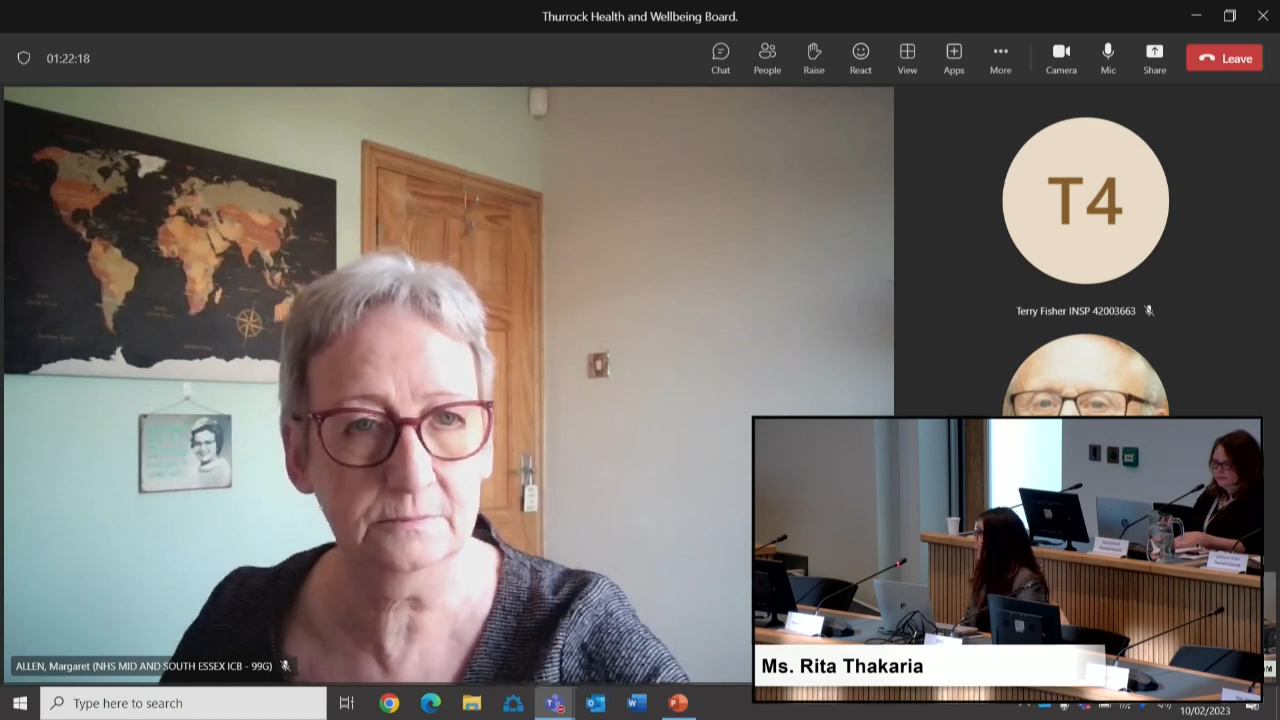 Thurrock Health and Wellbeing Board.
01:22:18
Chat
People
Raise
React
View
Apps
More
Camera
Mic
Share
Leave
T4
Terry Fisher INSP 42003663
ALLEN, Margaret (NHS MID AND SOUTH ESSEX ICB - 99G)
Ms. Rita Thakaria
Type here to search
10/02/2023